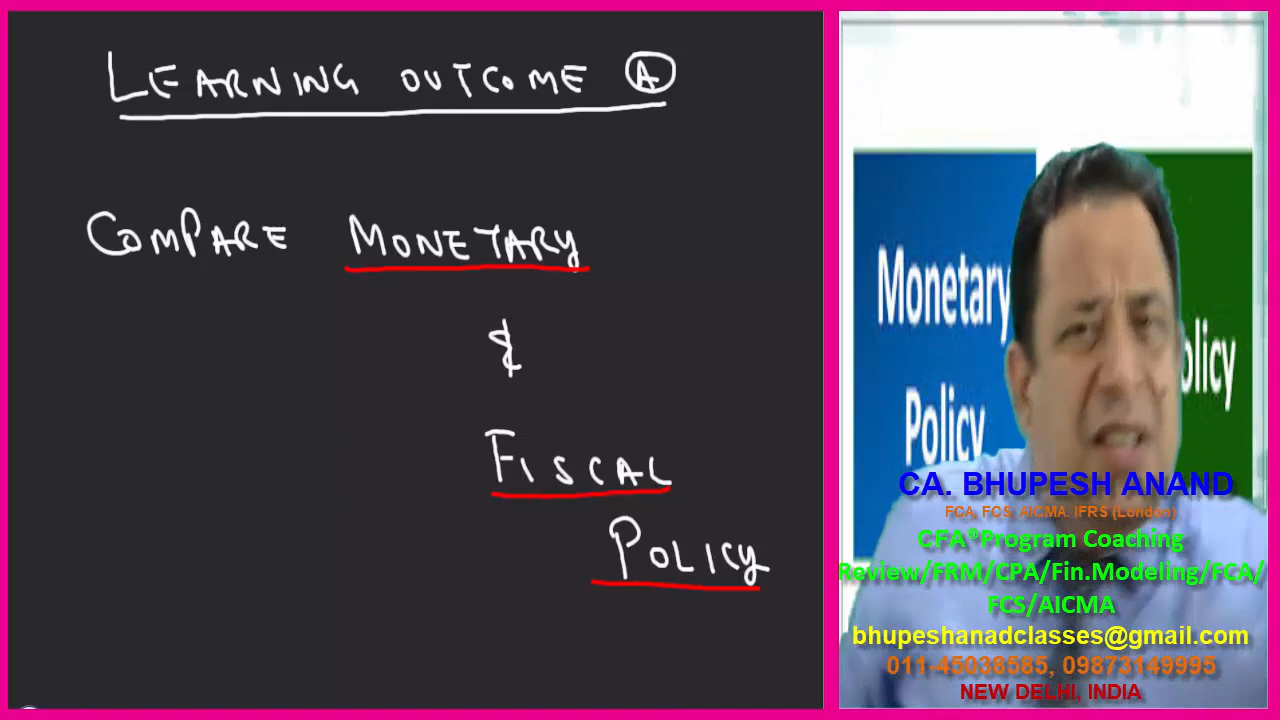 LEARNING OUTCOME A
COMPARE MONETARY
&
FISCAL
POLICY
Monetary
Policy
olicy
CA. BHUPESH ANAND
FCA, FCS, AICMA. IFRS (London)
CFA®Program Coaching
Review/FRM/CPA/Fin.Modeling/FCA/
FCS/AICMA
bhupeshanadclasses@gmail.com
011-45038585, 09873149995
NEW DELHI, INDIA